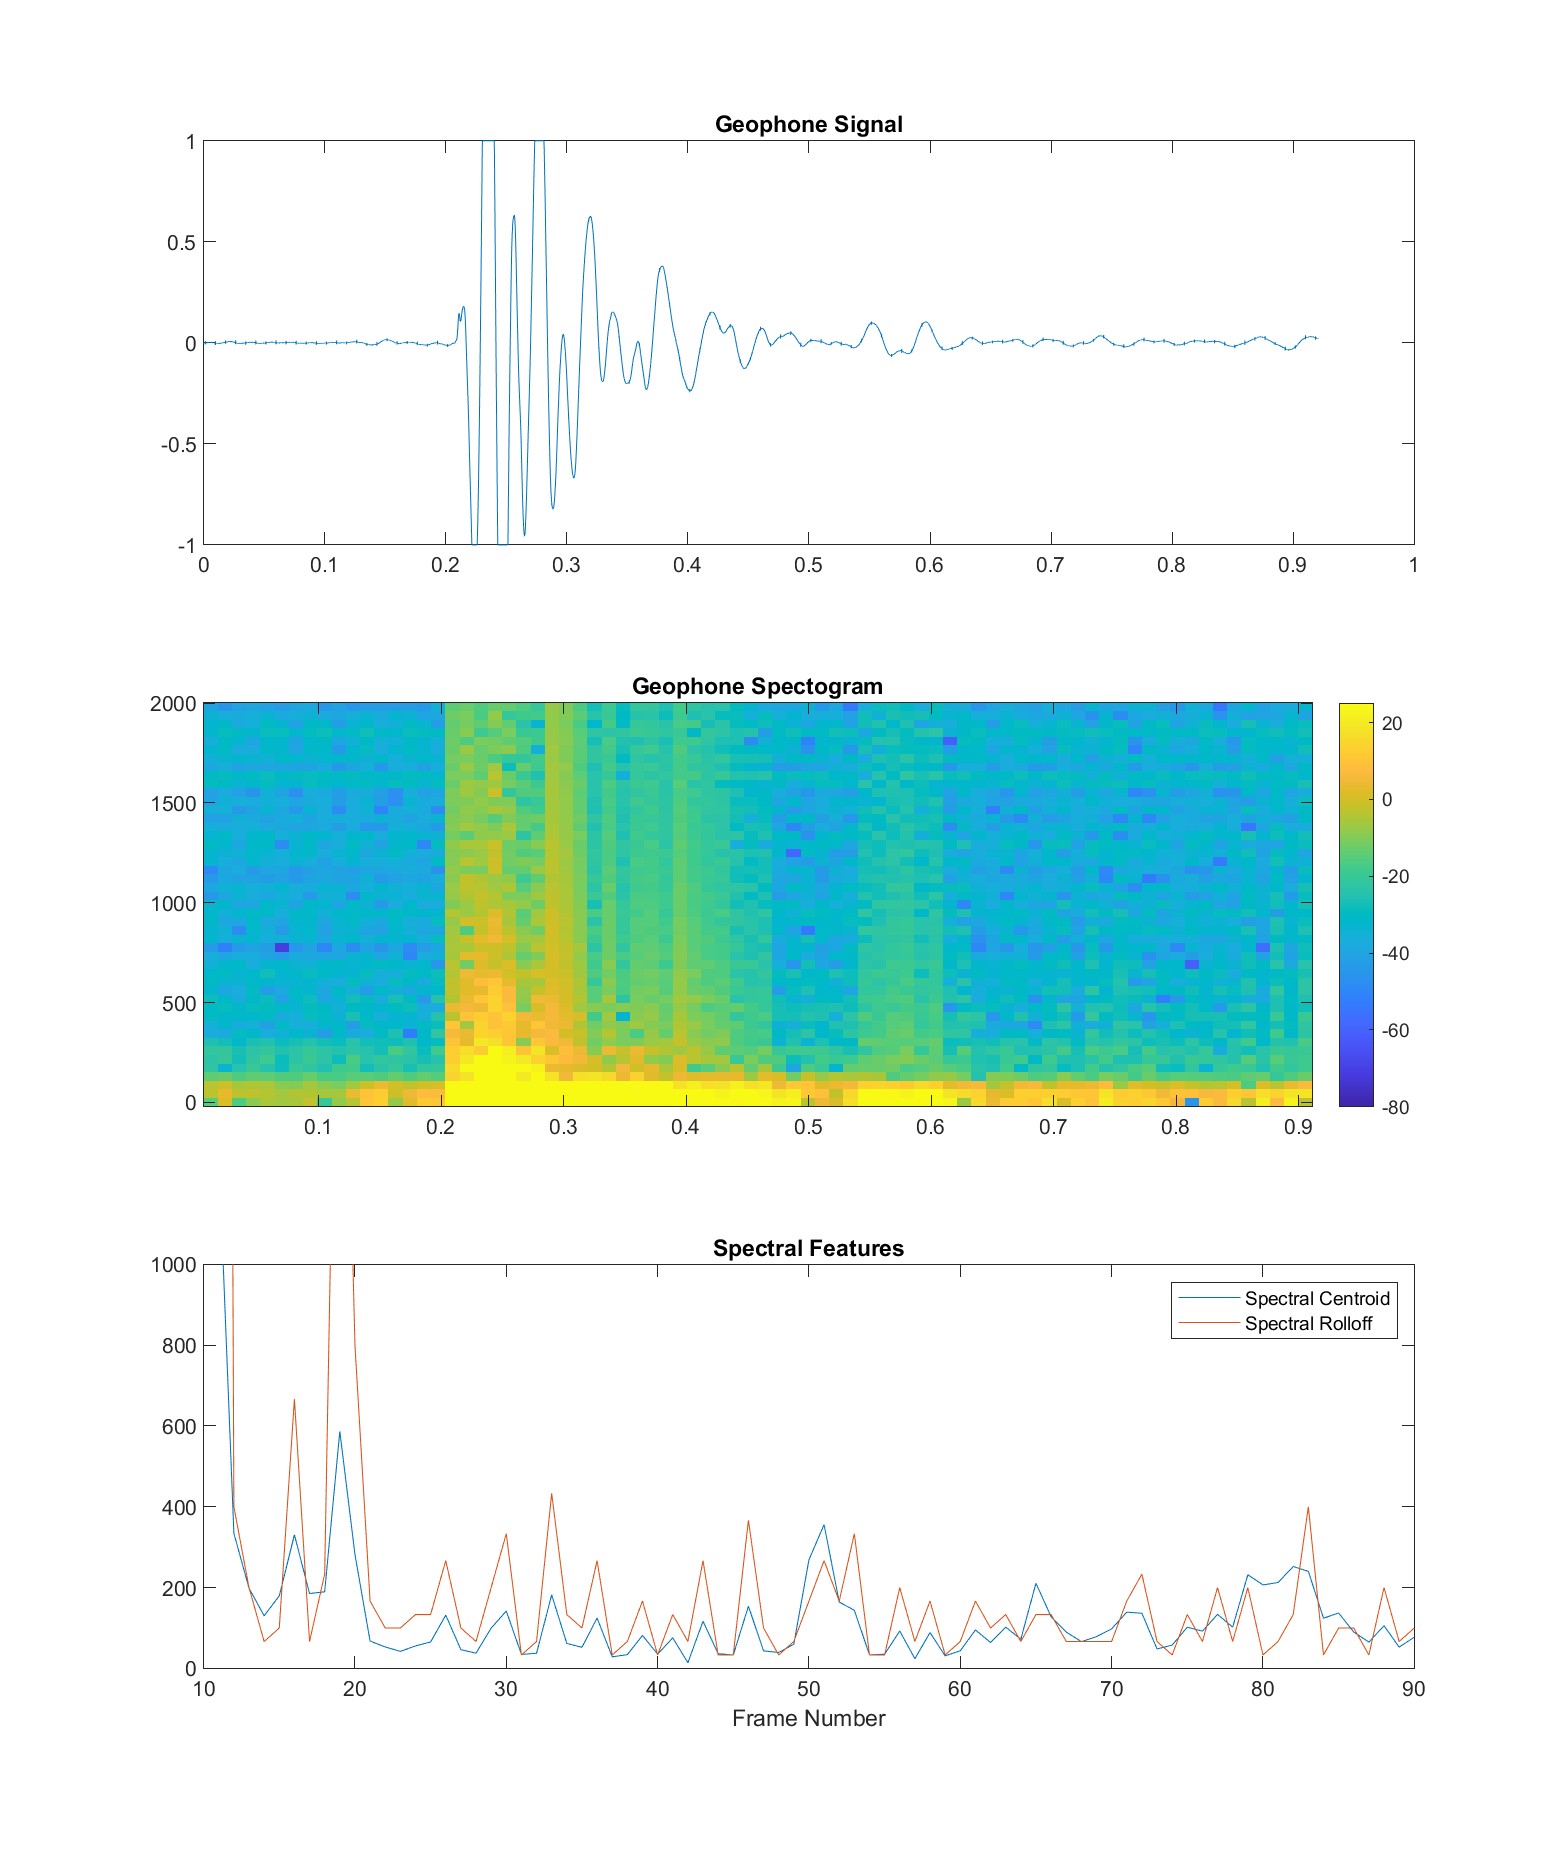 Geophone Signal
1
0.5
0
-0.5
-1
0 0.1 0.2 0.3 0.4 0.5 0.6 0.7 0.8 0.9 1
Geophone Spectogram
2000
1500
1000
500
0
0.1 0.2 0.3 0.4 0.5 0.6 0.7 0.8 0.9
20
0
-20
-40
-60
-80
Spectral Features
1000
800
600
400
200
0
Spectral Centroid
Spectral Rolloff
10 20 30 40 50 60 70 80 90
Frame Number